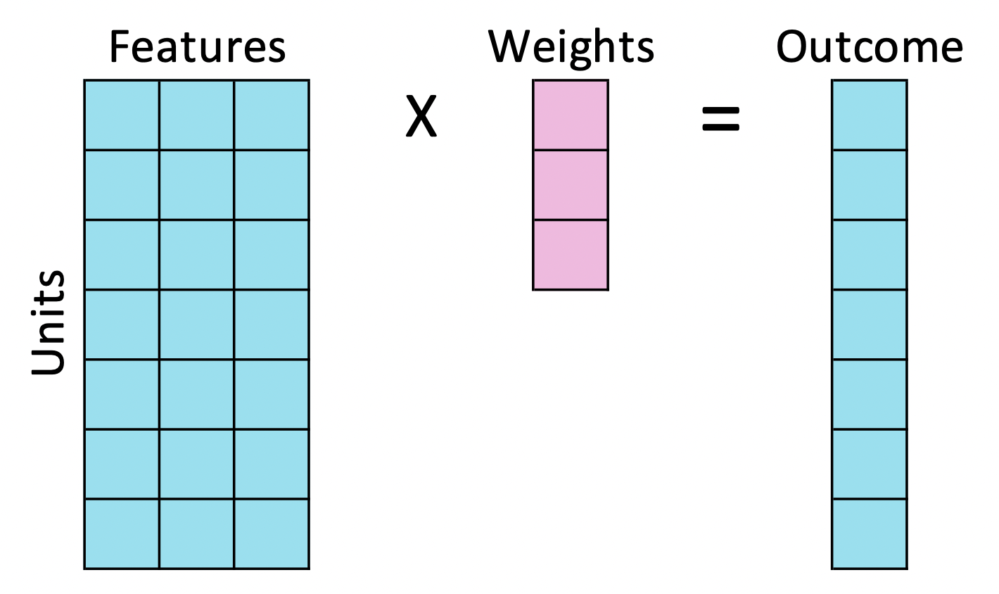 Features
Weights
Outcome
X
=
Units